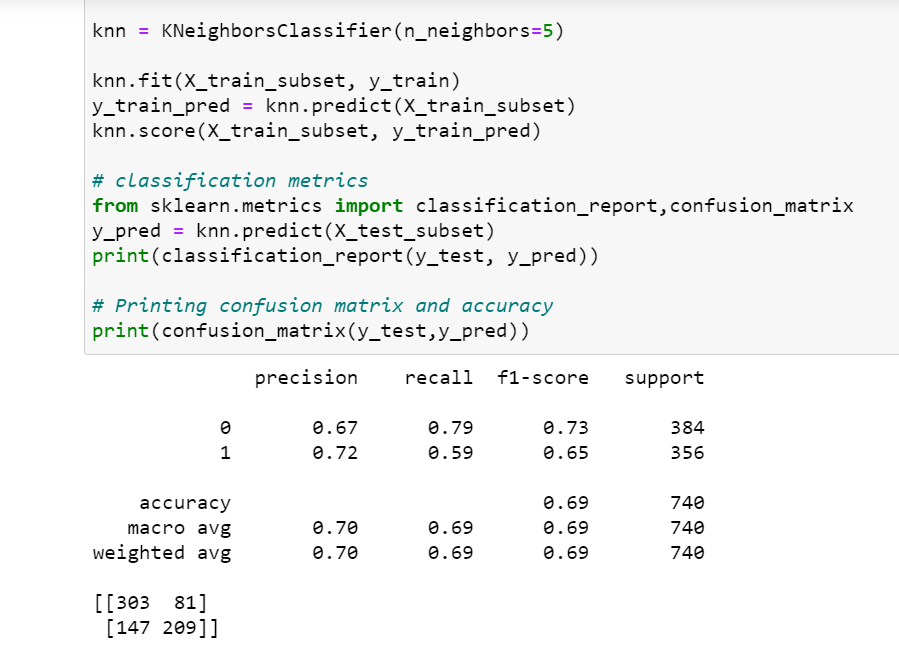 knn = KNeighborsClassifier(n_neighbors=5)
knn.fit(X_train_subset, y_train)
y_train_pred = knn.predict(X_train_subset)
knn.score(X_train_subset, y_train_pred)
# classification metrics
from sklearn.metrics import classification_report,confusion_matrix
y_pred = knn.predict(X_test_subset)
print(classification_report(y_test, y_pred))
# Printing confusion matrix and accuracy
print(confusion_matrix(y_test,y_pred))
precision recall f1-score support
0 0.67 0.79 0.73 384
1 0.72 0.59 0.65 356
accuracy 0.69 740
macro avg 0.70 0.69 0.69 740
weighted avg 0.70 0.69 0.69 740
[[303 81]
[147 209]]